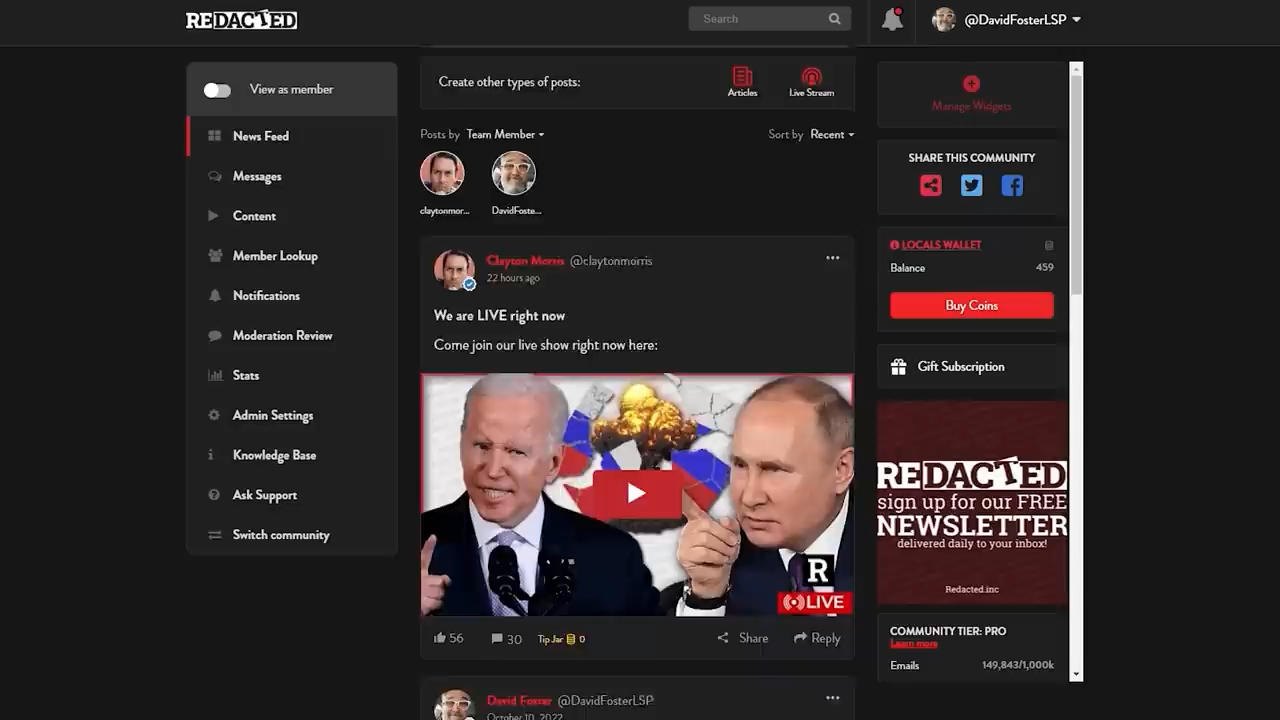 REDACTED
Search
@DavidFosterLSP
View as member
News Feed
Messages
Content
Member Lookup
Notifications
Moderation Review
Stats
Admin Settings
Knowledge Base
Ask Support
Switch community
Create other types of posts:
Articles
Live Stream
Posts by Team Member
Sort by Recent
claytonmor...
DavidFoste...
Clayton Morris @claytonmorris
22 hours ago
We are LIVE right now
Come join our live show right now here:
R
LIVE
56
30
Tip Jar 0
Share
Reply
David Foster @DavidFosterLSP
October 10, 2022
Manage Widgets
SHARE THIS COMMUNITY
LOCALS WALLET
Balance 459
Buy Coins
Gift Subscription
REDACTED
sign up for our FREE
NEWSLETTER
delivered daily to your inbox!
Redacted.inc
COMMUNITY TIER: PRO
Learn more
Emails 149,843/1,000k